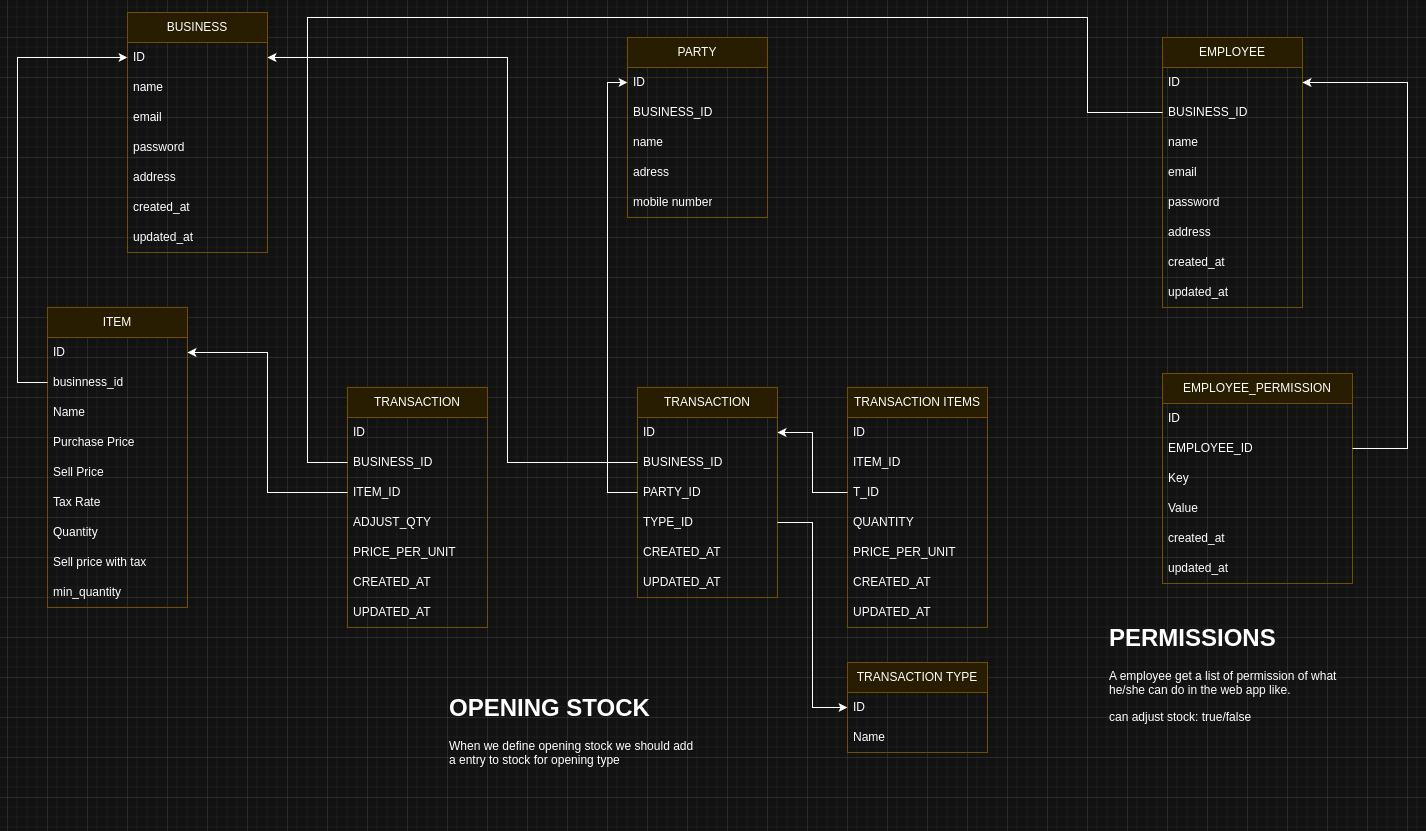 BUSINESS
ID
name
email
password
address
created_at
updated_at
PARTY
ID
BUSINESS_ID
name
adress
mobile number
EMPLOYEE
ID
BUSINESS_ID
name
email
password
address
created_at
updated_at
ITEM
ID
businness_id
Name
Purchase Price
Sell Price
Tax Rate
Quantity
Sell price with tax
min_quantity
TRANSACTION
ID
BUSINESS_ID
ITEM_ID
ADJUST_QTY
PRICE_PER_UNIT
CREATED_AT
UPDATED_AT
TRANSACTION
ID
BUSINESS_ID
PARTY_ID
TYPE_ID
CREATED_AT
UPDATED_AT
TRANSACTION ITEMS
ID
ITEM_ID
T_ID
QUANTITY
PRICE_PER_UNIT
CREATED_AT
UPDATED_AT
EMPLOYEE_PERMISSION
ID
EMPLOYEE_ID
Key
Value
created_at
updated_at
TRANSACTION TYPE
ID
Name
OPENING STOCK
When we define opening stock we should add
a entry to stock for opening type
PERMISSIONS
A employee get a list of permission of what
he/she can do in the web app like.
can adjust stock: true/false